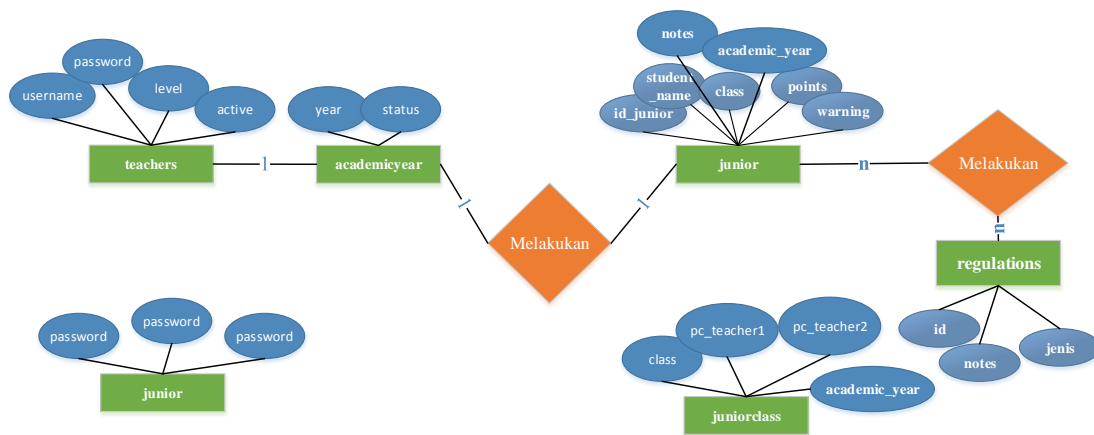 notes
academic_year
password
student
_name
level
class
points
username
year
status
active
id_junior
warning
teachers
1
academicyear
junior
n
Melakukan
1
1
Melakukan
n
regulations
password
password
password
pc_teacher1
pc_teacher2
id
class
notes
jenis
junior
academic_year
juniorclass